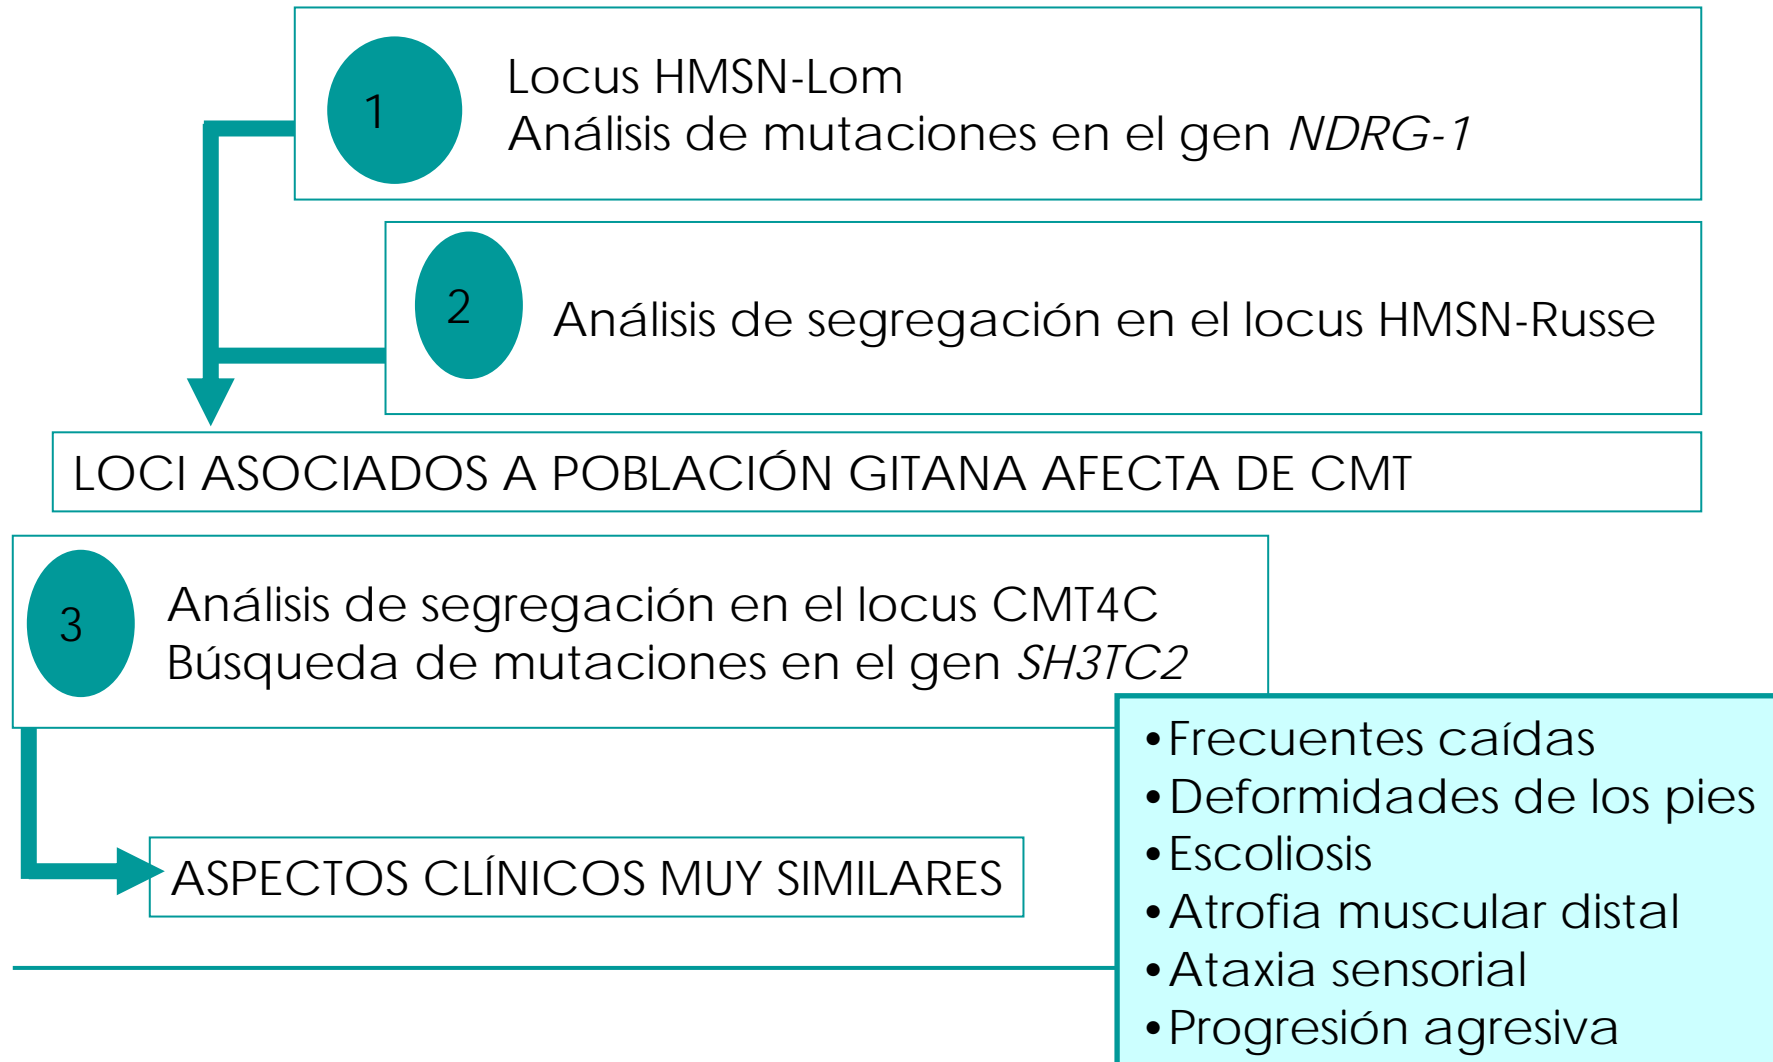 1
Locus HMSN-Lom
Análisis de mutaciones en el gen NDRG-1
2
Análisis de segregación en el locus HMSN-Russe
LOCI ASOCIADOS A POBLACIÓN GITANA AFECTA DE CMT
3
Análisis de segregación en el locus CMT4C
Búsqueda de mutaciones en el gen SH3TC2
ASPECTOS CLÍNICOS MUY SIMILARES
•Frecuentes caídas
•Deformidades de los pies
•Escoliosis
•Atrofia muscular distal
•Ataxia sensorial
•Progresión agresiva